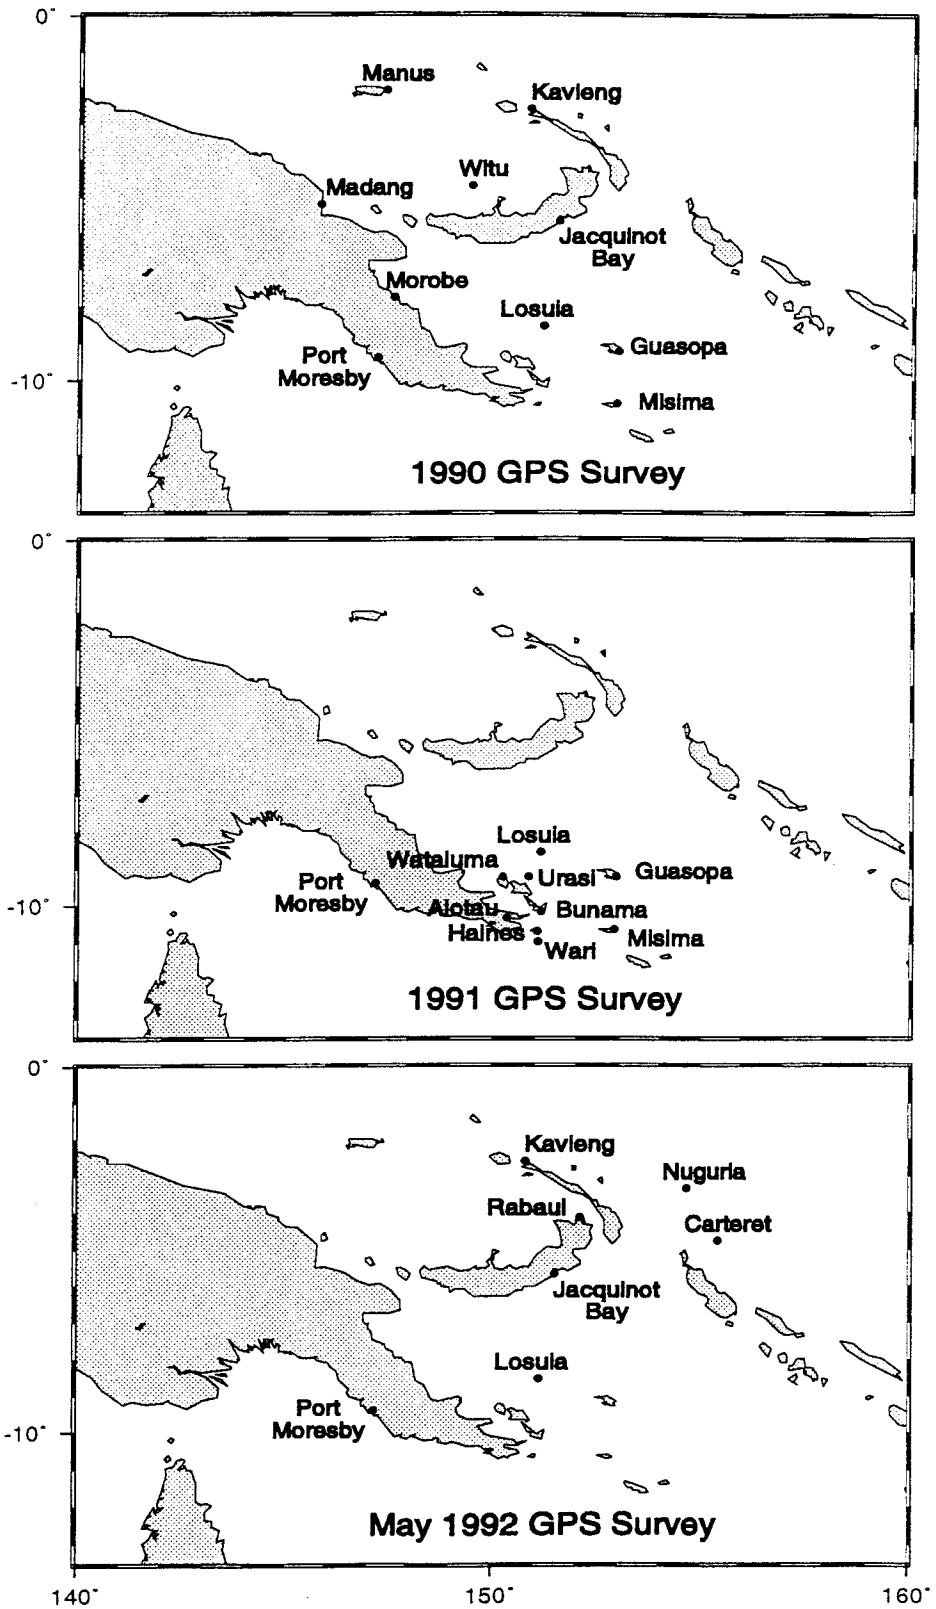 0°
Manus
Kavieng
Witu
Madang
Jacquinot
Bay
Morobe
Losuia
Port
Moresby
Guasopa
-10°
Misima
1990 GPS Survey
0°
Losuia
Wataluma
Urasi
Guasopa
Port
Moresby
-10°
Alotau
Bunama
Haines
Wari
Misima
1991 GPS Survey
0°
Kavieng
Nuguria
Rabaul
Carteret
Jacquinot
Bay
Losuia
Port
Moresby
-10°
May 1992 GPS Survey
140°
150°
160°